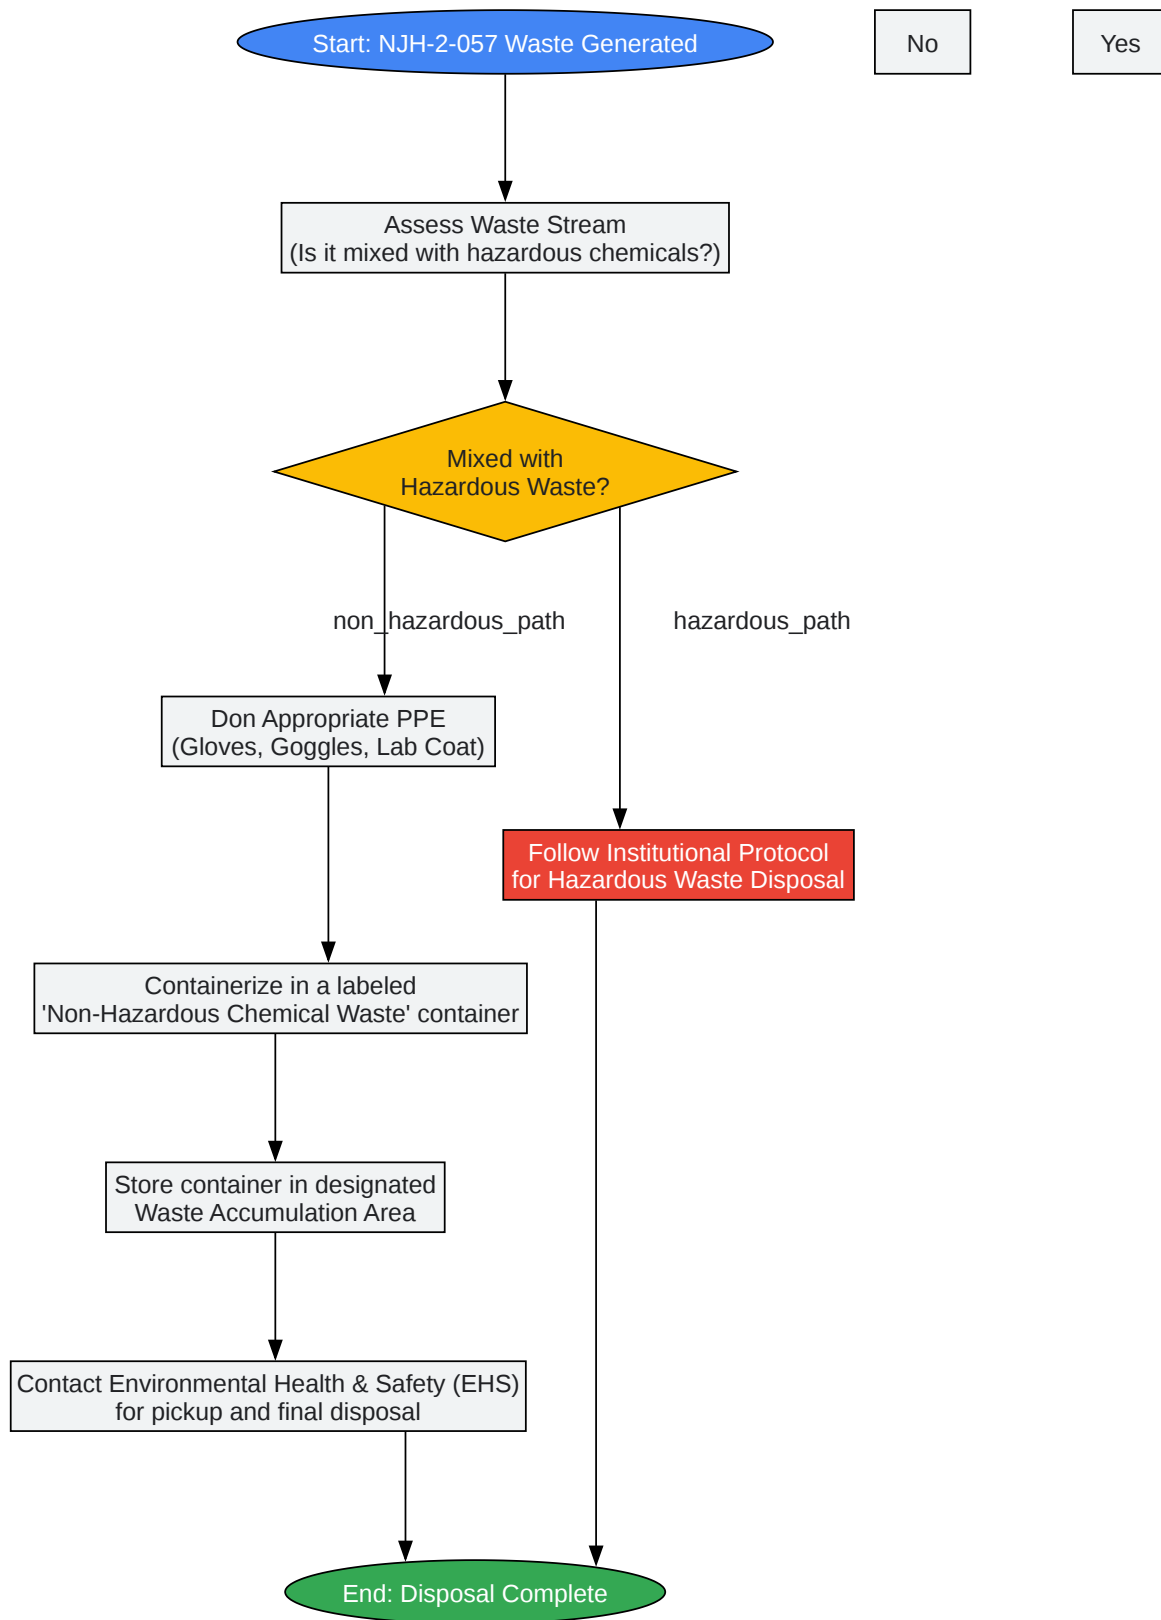 Start: NJH-2-057 Waste Generated
No
Yes
Assess Waste Stream
(Is it mixed with hazardous chemicals?)
Mixed with
Hazardous Waste?
non_hazardous_path
hazardous_path
Don Appropriate PPE
(Gloves, Goggles, Lab Coat)
Follow Institutional Protocol
for Hazardous Waste Disposal
Containerize in a labeled
'Non-Hazardous Chemical Waste' container
Store container in designated
Waste Accumulation Area
Contact Environmental Health & Safety (EHS)
for pickup and final disposal
End: Disposal Complete